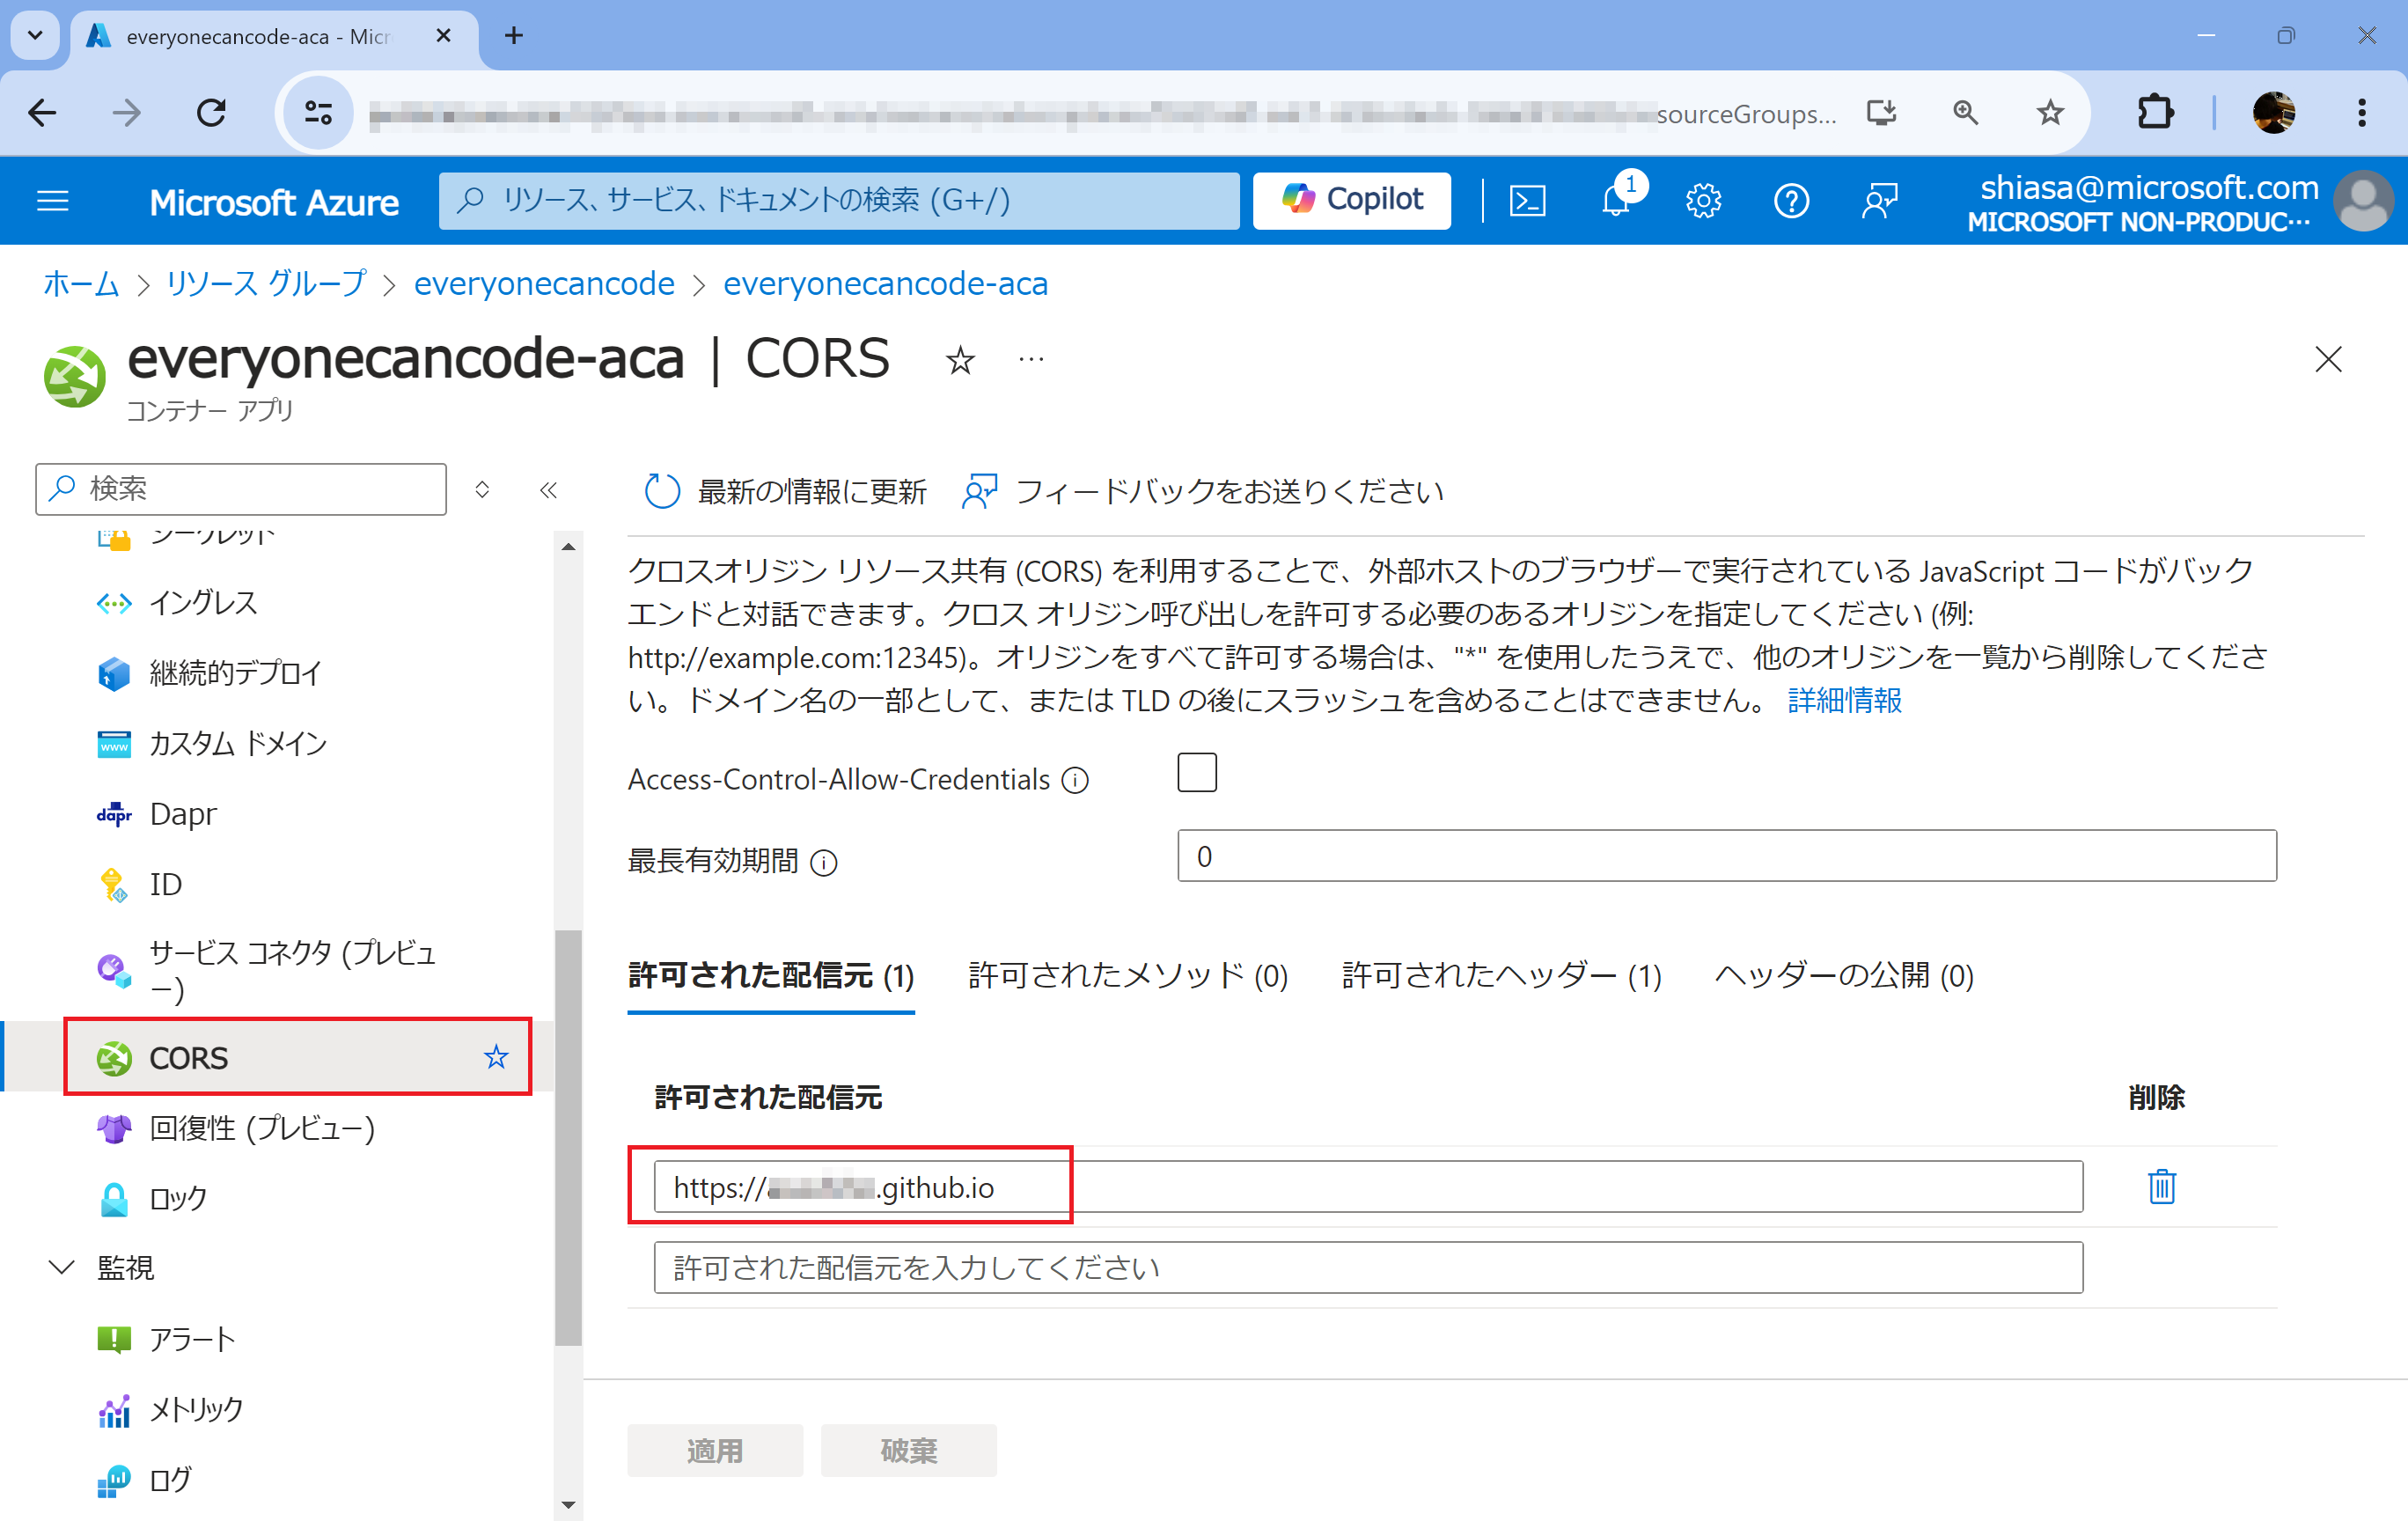 everyonecancode-aca - Micr
sourceGroups...
Microsoft Azure
リソース、サービス、ドキュメントの検索 (G+/)
Copilot
1
shiasa@microsoft.com
MICROSOFT NON-PRODUC...
ホーム > リソース グループ > everyonecancode > everyonecancode-aca
everyonecancode-aca | CORS
コンテナー アプリ
検索
シークレット
イングレス
継続的デプロイ
www
カスタム ドメイン
dapr
Dapr
ID
サービス コネクタ (プレビュ
ー)
CORS
回復性 (プレビュー)
ロック
監視
アラート
メトリック
ログ
最新の情報に更新
フィードバックをお送りください
クロスオリジン リソース共有 (CORS) を利用することで、外部ホストのブラウザーで実行されている JavaScript コードがバック
エンドと対話できます。クロス オリジン呼び出しを許可する必要のあるオリジンを指定してください (例:
http://example.com:12345)。オリジンをすべて許可する場合は、"*" を使用したうえで、他のオリジンを一覧から削除してくださ
い。ドメイン名の一部として、または TLD の後にスラッシュを含めることはできません。 詳細情報
Access-Control-Allow-Credentials
最長有効期間
0
許可された配信元 (1)
許可されたメソッド (0)
許可されたヘッダー (1)
ヘッダーの公開 (0)
許可された配信元
削除
https://
.github.io
許可された配信元を入力してください
適用
破棄